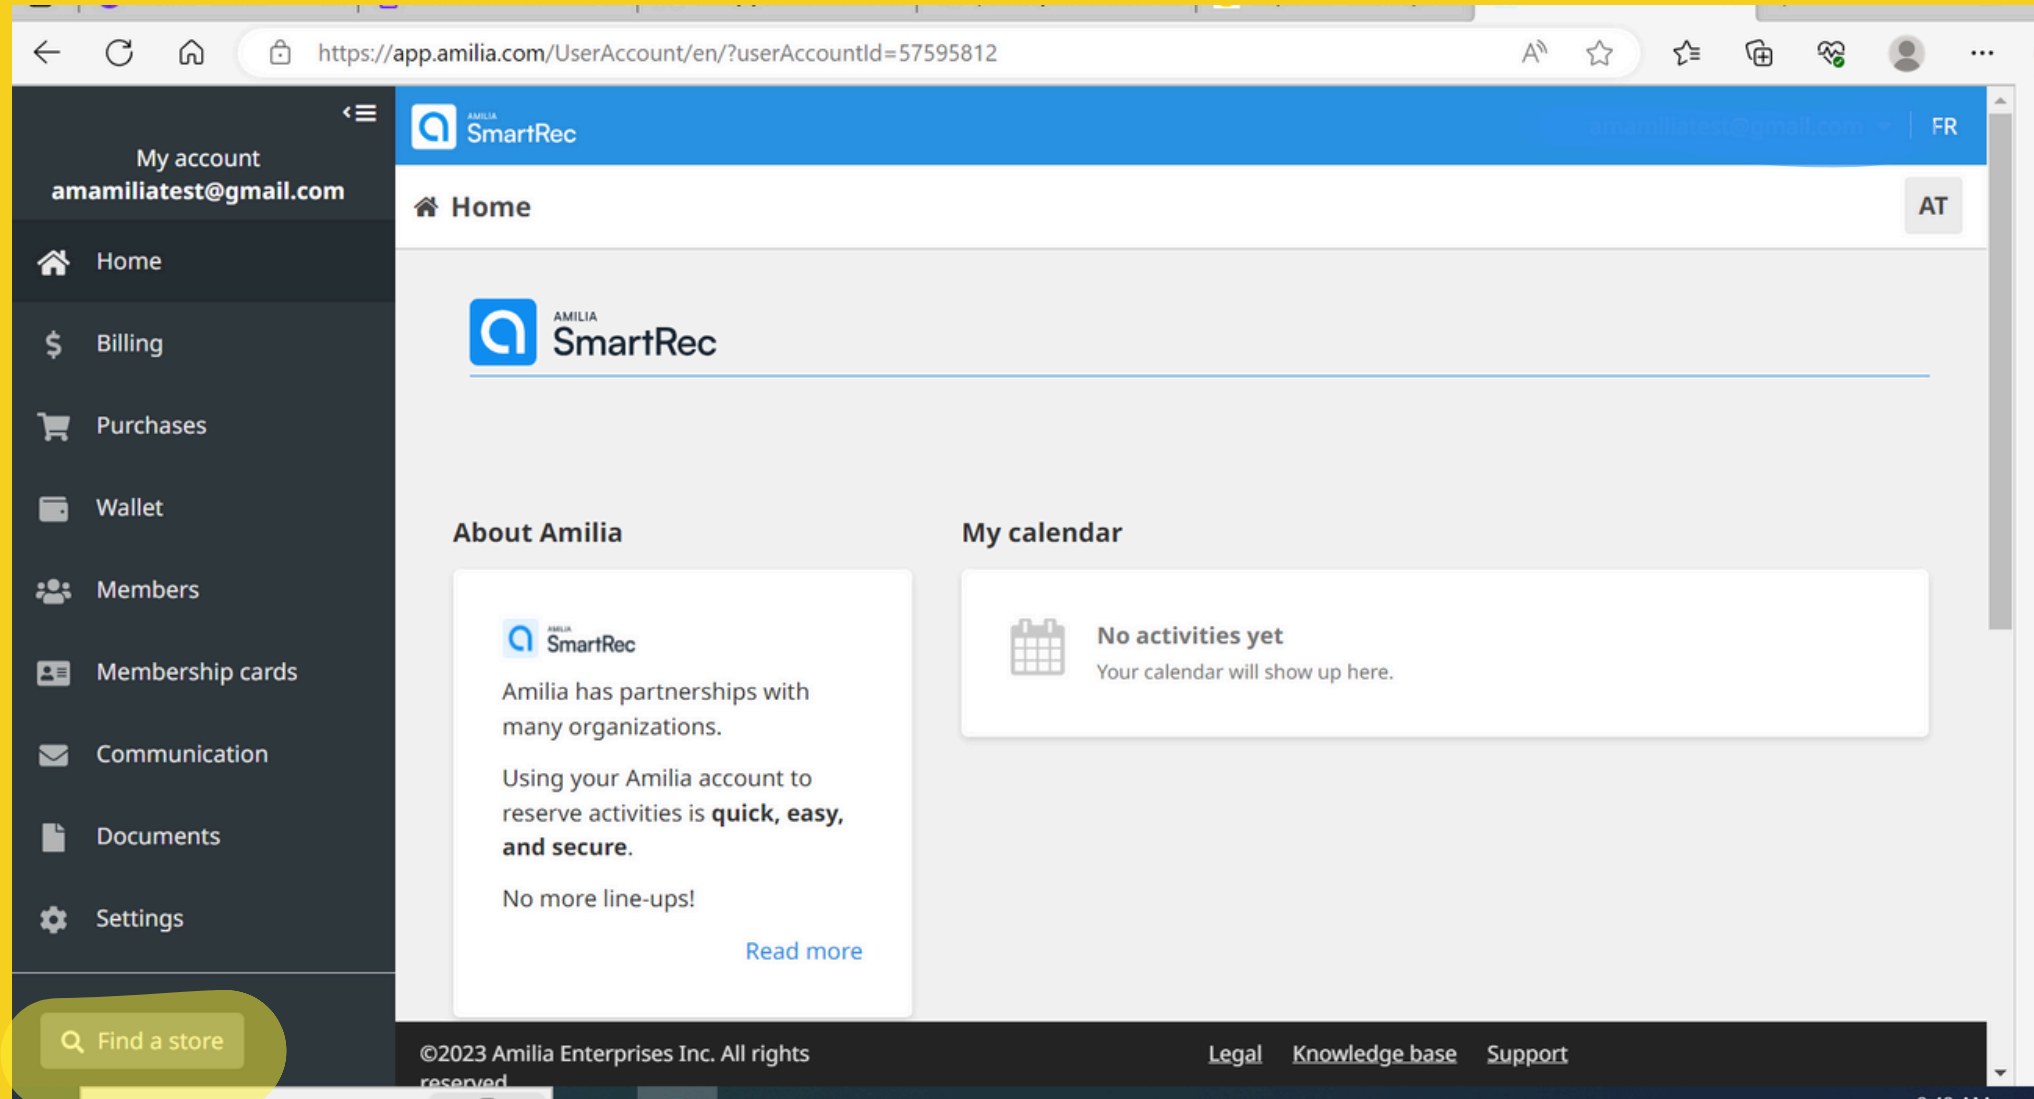 https://app.amilia.com/UserAccount/en/?userAccountId=57595812
My account
amamiliatest@gmail.com
Home
Billing
Purchases
Wallet
Members
Membership cards
Communication
Documents
Settings
Find a store
AMILIA
SmartRec
amamiliatest@gmail.com
FR
Home
AT
AMILIA
SmartRec
About Amilia
AMILIA
SmartRec
Amilia has partnerships with
many organizations.
Using your Amilia account to
reserve activities is quick, easy,
and secure.
No more line-ups!
Read more
My calendar
No activities yet
Your calendar will show up here.
©2023 Amilia Enterprises Inc. All rights
reserved
Legal Knowledge base Support